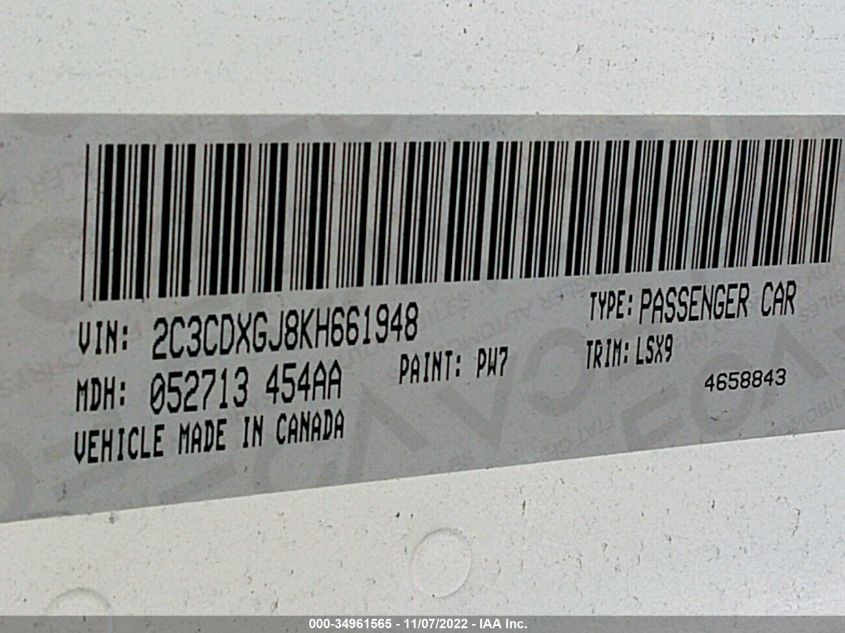 VIN: 2C3CDXGJ8KH661948
TYPE: PASSENGER CAR
MDH: 052713 454AA
PAINT: PW7
TRIM: LSX9
4658843
VEHICLE MADE IN CANADA
000-34961565 - 11/07/2022 - IAA Inc.